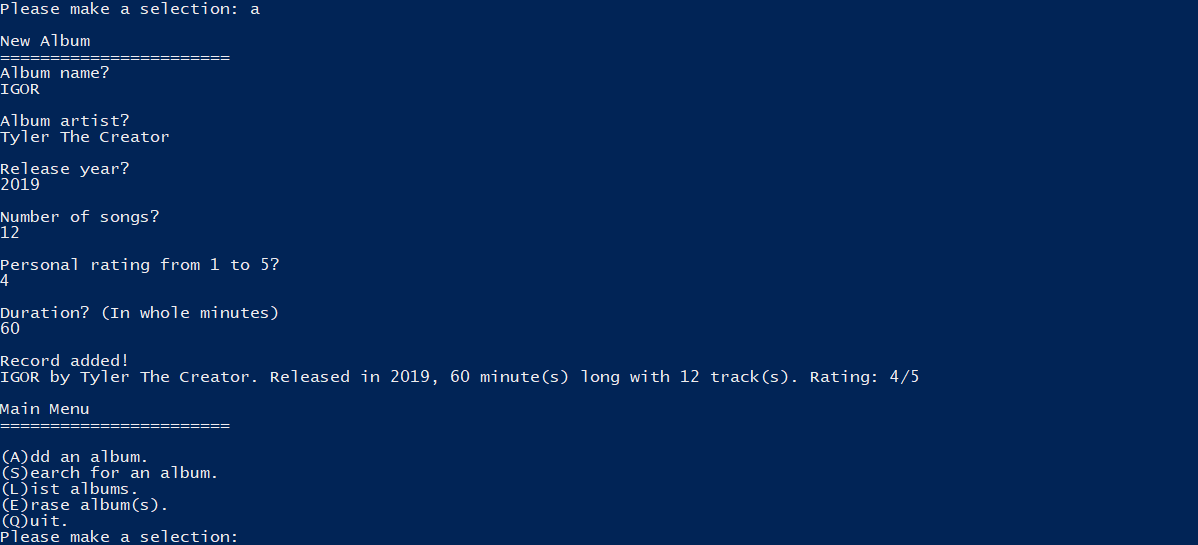 Please make a selection: a
New Album
=======================
Album name?
IGOR
Album artist?
Tyler The Creator
Release year?
2019
Number of songs?
12
Personal rating from 1 to 5?
4
Duration? (In whole minutes)
60
Record added!
IGOR by Tyler The Creator. Released in 2019, 60 minute(s) long with 12 track(s). Rating: 4/5
Main Menu
=======================
(A)dd an album.
(S)earch for an album.
(L)ist albums.
(E)rase album(s).
(Q)uit.
Please make a selection: